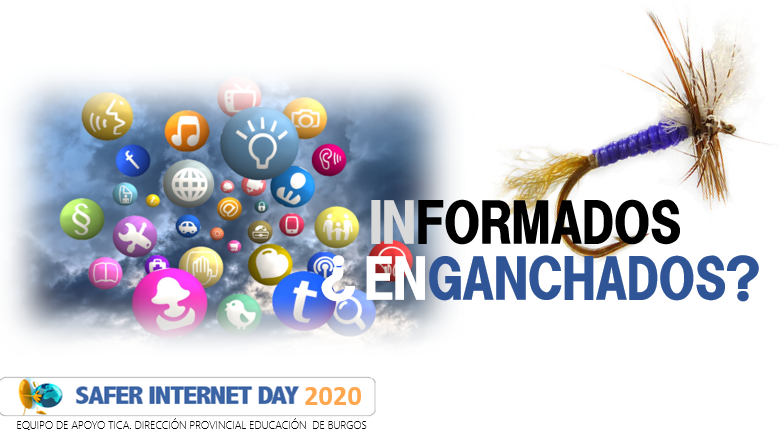 INFORMADOS
¿ ENGANCHADOS?
SAFER INTERNET DAY 2020
EQUIPO DE APOYO TICA. DIRECCIÓN PROVINCIAL EDUCACIÓN DE BURGOS